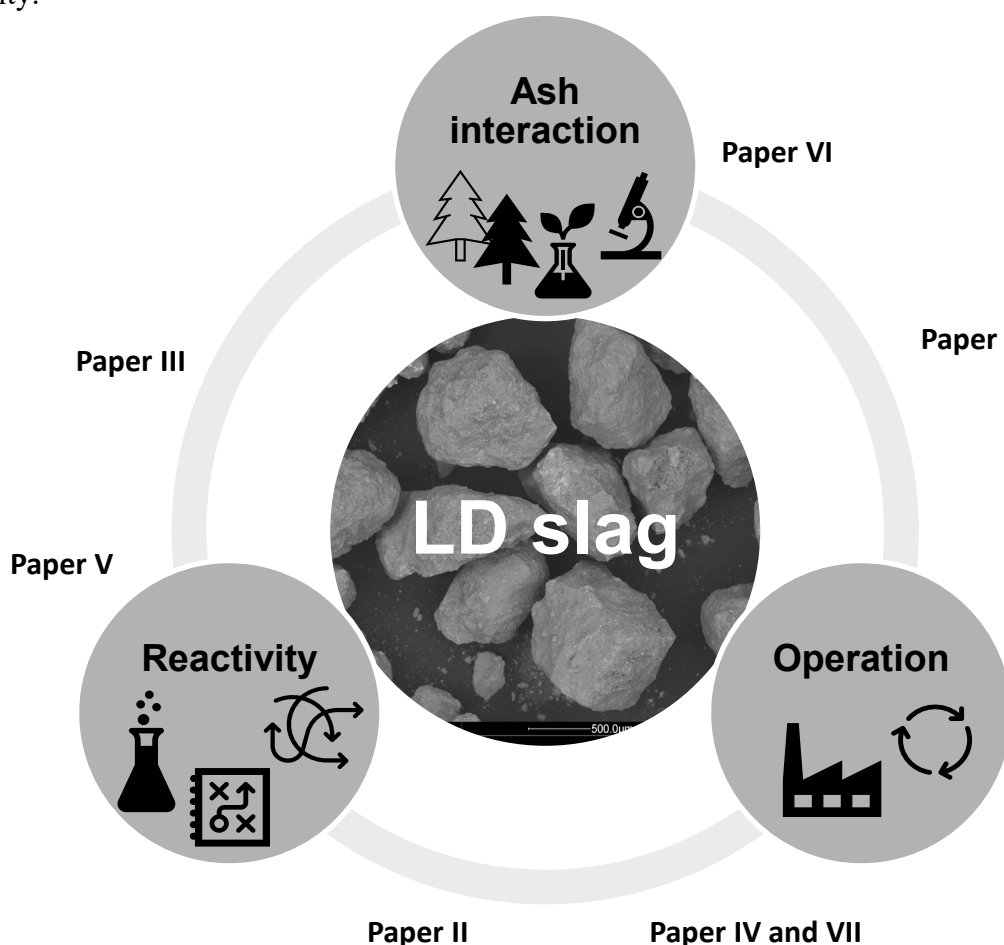 ity.
Ash
interaction
Paper VI
Paper
Paper III
LD slag
Paper V
Reactivity
Operation
500.0µm
Paper II
Paper IV and VII